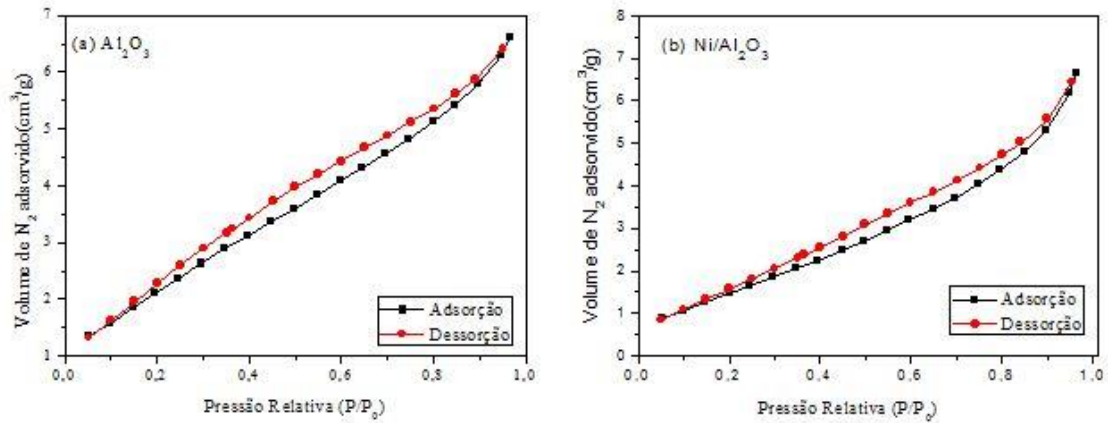 (a) Al₂O₃
Volume de N₂ adsorvido(cm³/g)
7
6
5
4
3
2
1
0,0
0,2
0,4
0,6
0,8
1,0
Pressão Relativa (P/P₀)
Adsorção
Dessorção
(b) Ni/Al₂O₃
Volume de N₂ adsorvido(cm³/g)
8
7
6
5
4
3
2
1
0
0,0
0,2
0,4
0,6
0,8
1,0
Pressão Relativa (P/P₀)
Adsorção
Dessorção